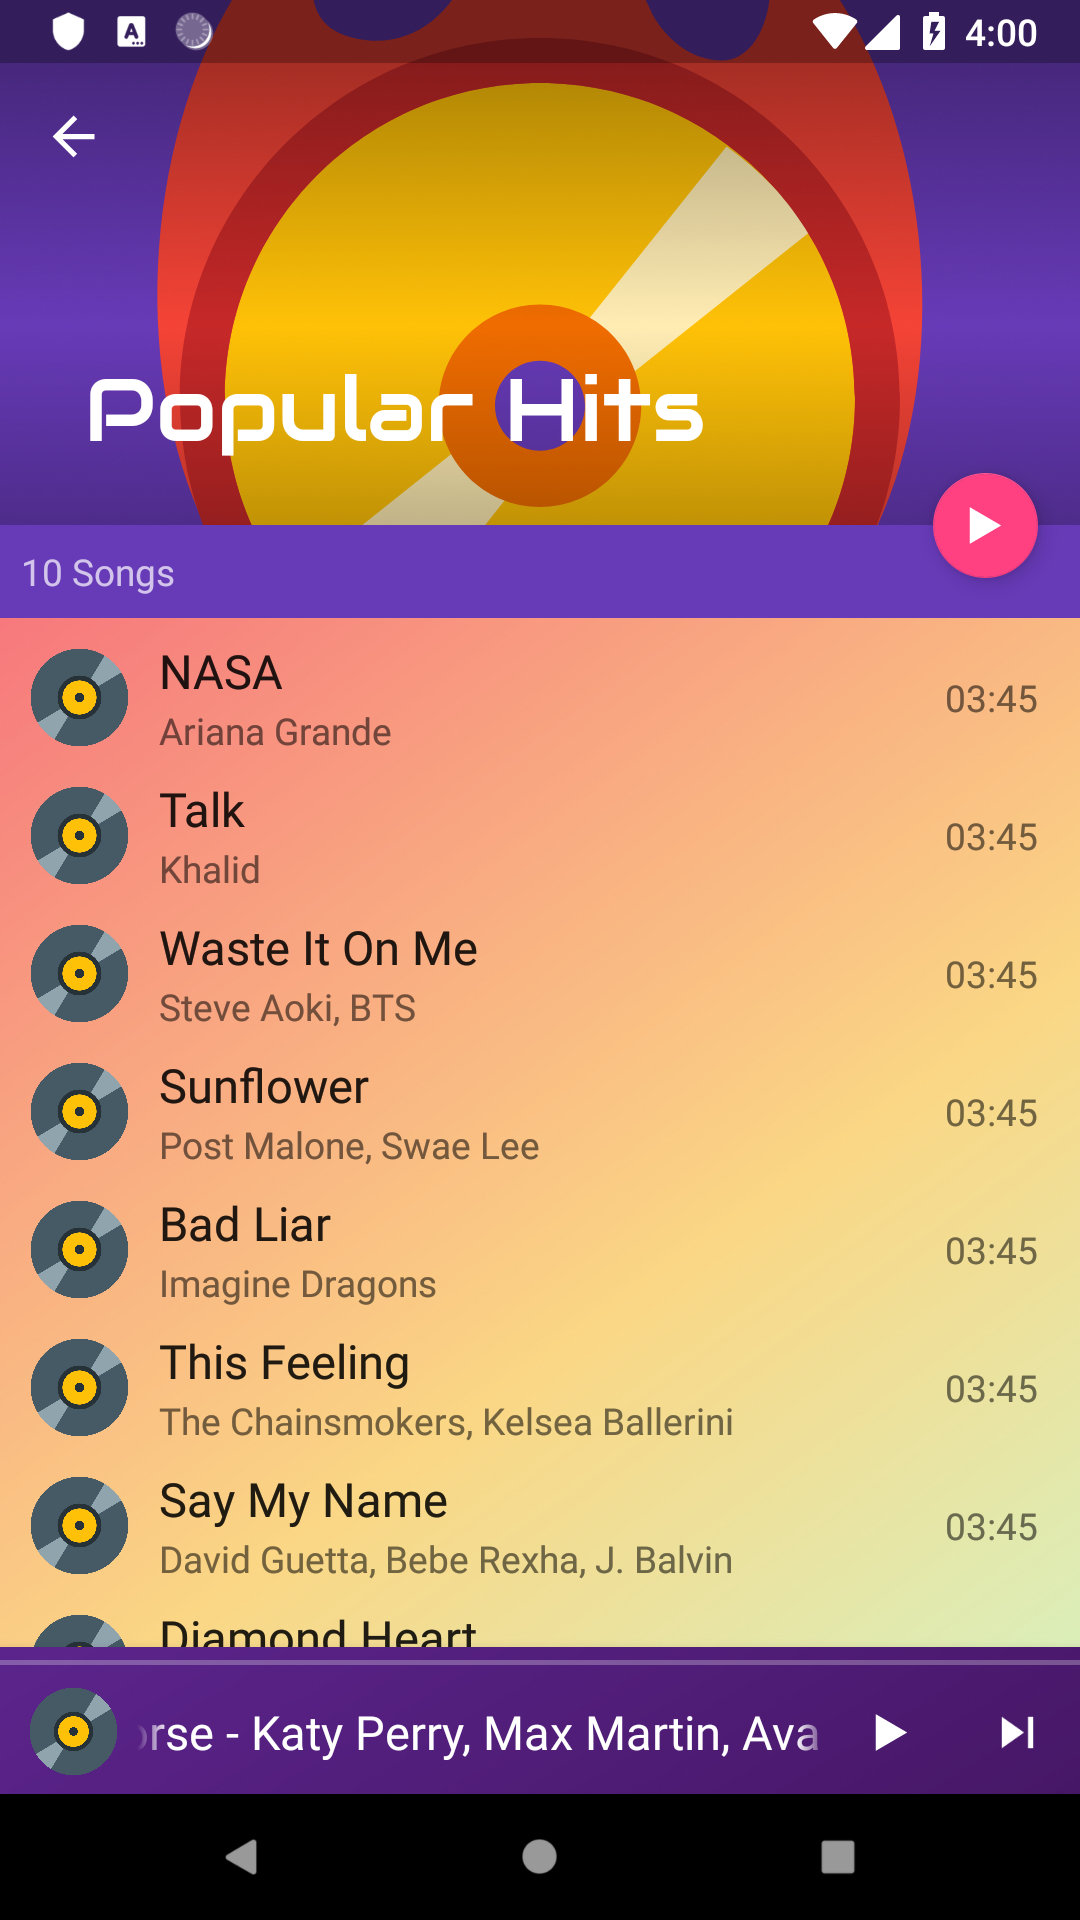 4:00
Popular Hits
10 Songs
NASA
Ariana Grande
03:45
Talk
Khalid
03:45
Waste It On Me
Steve Aoki, BTS
03:45
Sunflower
Post Malone, Swae Lee
03:45
Bad Liar
Imagine Dragons
03:45
This Feeling
The Chainsmokers, Kelsea Ballerini
03:45
Say My Name
David Guetta, Bebe Rexha, J. Balvin
03:45
Diamond Heart
orse - Katy Perry, Max Martin, Ava